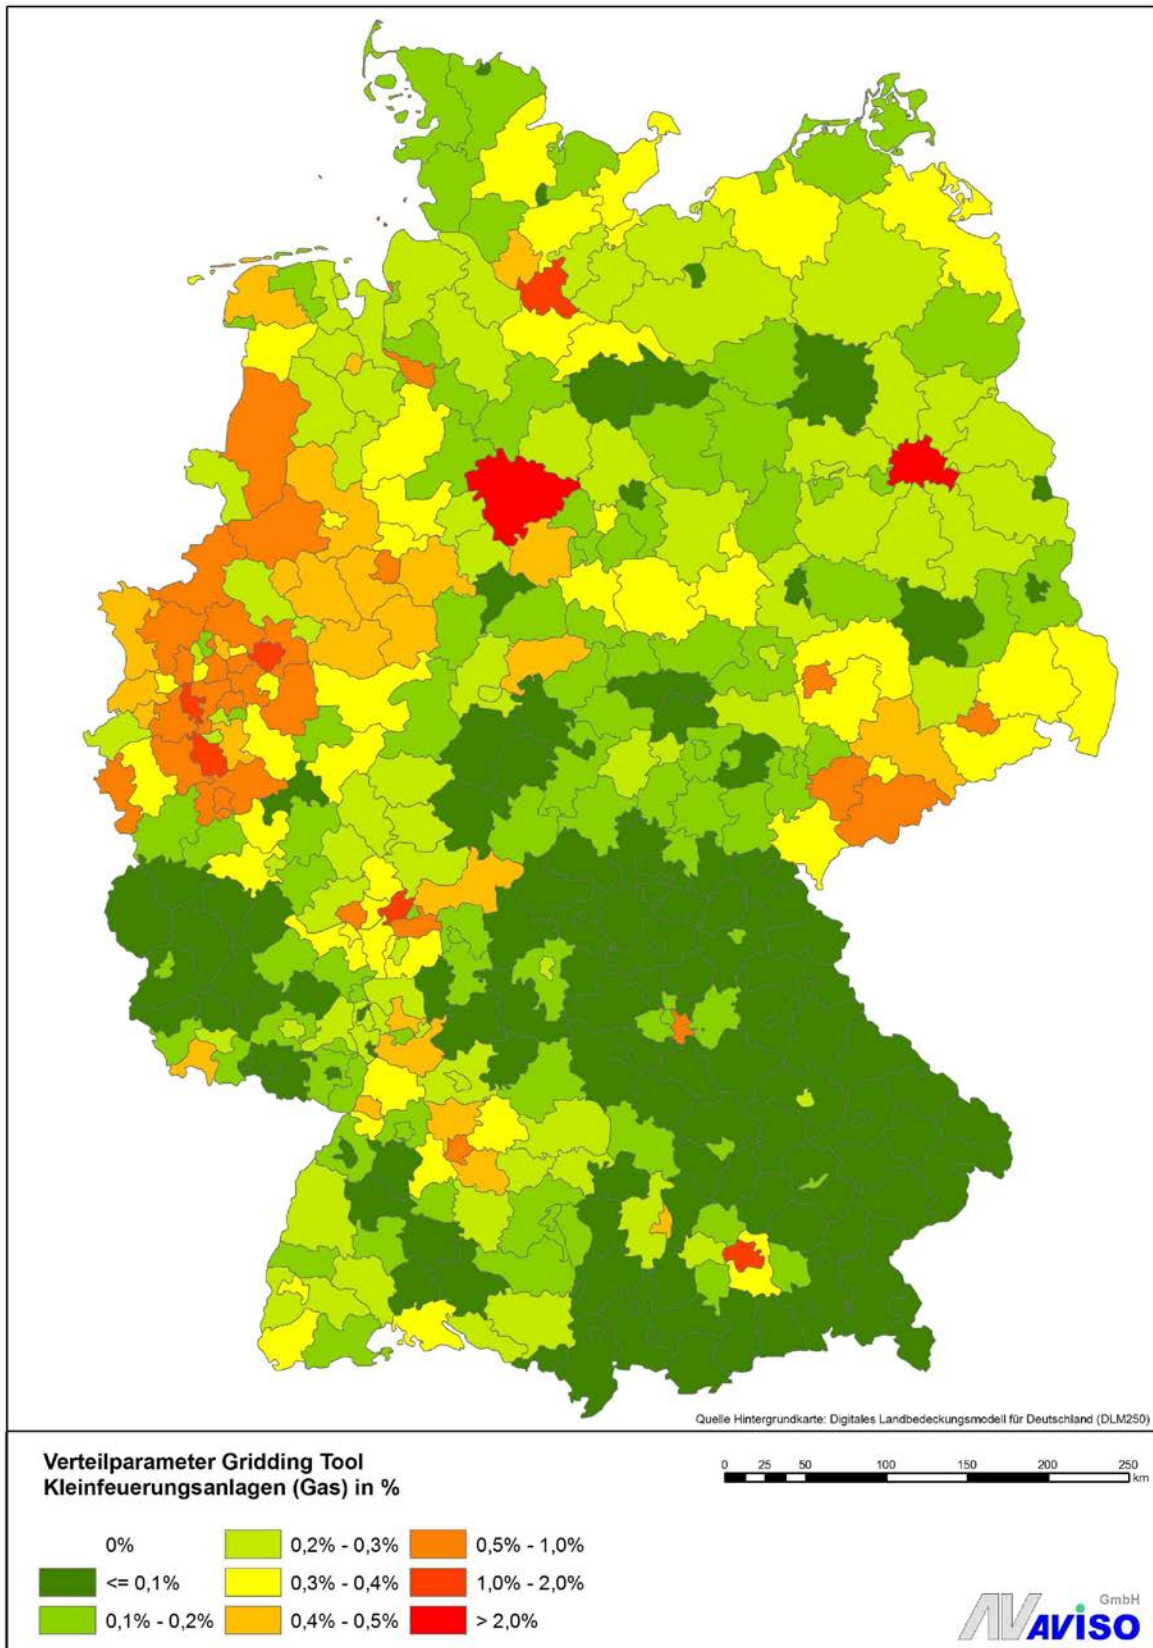 Quelle Hintergrundkarte: Digitales Landbedeckungsmodell für Deutschland (DLM250)
Verteilparameter Gridding Tool
Kleinfeuerungsanlagen (Gas) in %
0 25 50 100 150 200 250
km
0%
<= 0,1%
0,1% - 0,2%
0,2% - 0,3%
0,3% - 0,4%
0,4% - 0,5%
0,5% - 1,0%
1,0% - 2,0%
> 2,0%
GmbH
AVISO